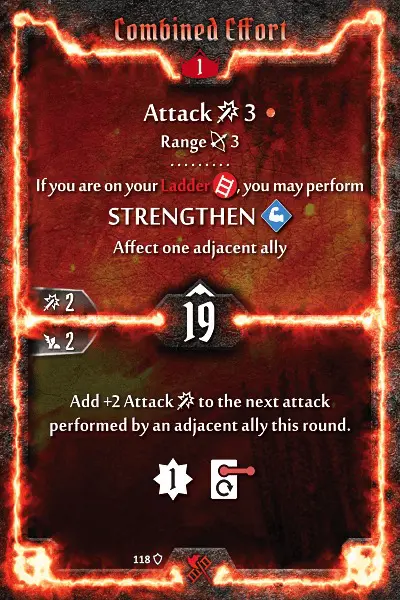 Combined Effort
1
Attack 3
Range 3
If you are on your Ladder, you may perform
STRENGTHEN
Affect one adjacent ally
2
19
2
Add +2 Attack to the next attack
performed by an adjacent ally this round.
1
118